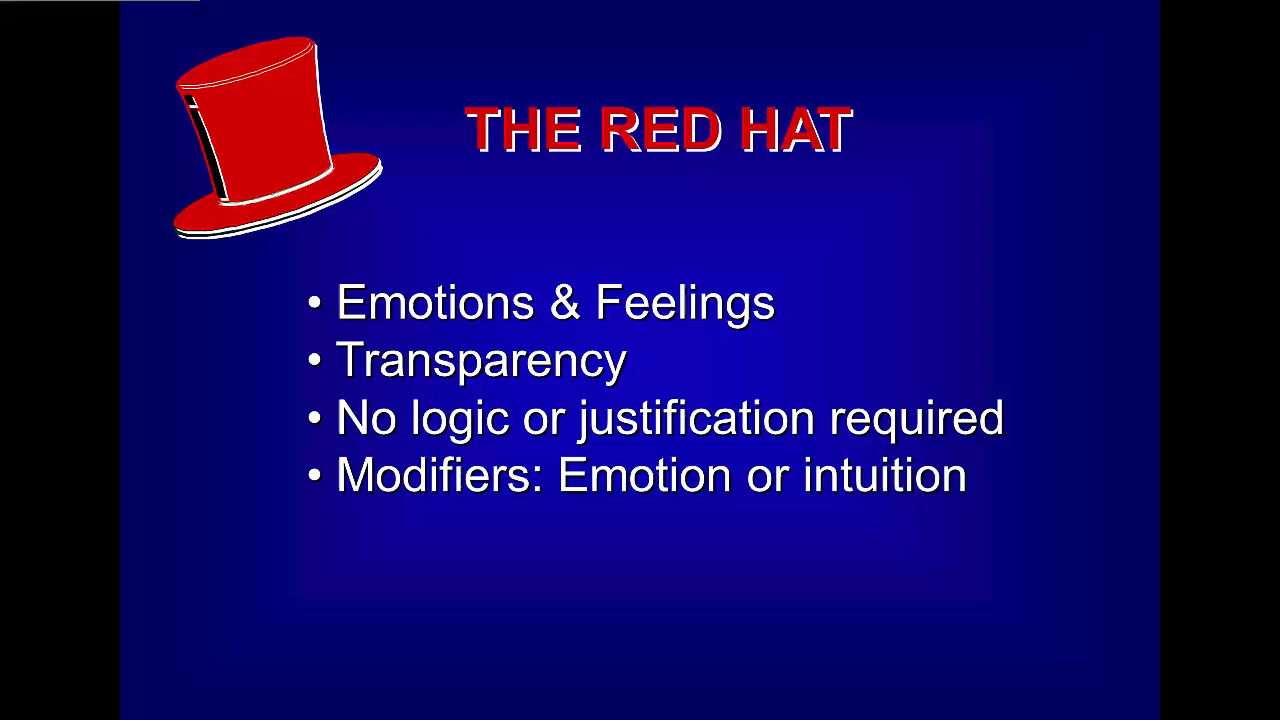 THE RED HAT
• Emotions & Feelings
• Transparency
• No logic or justification required
• Modifiers: Emotion or intuition